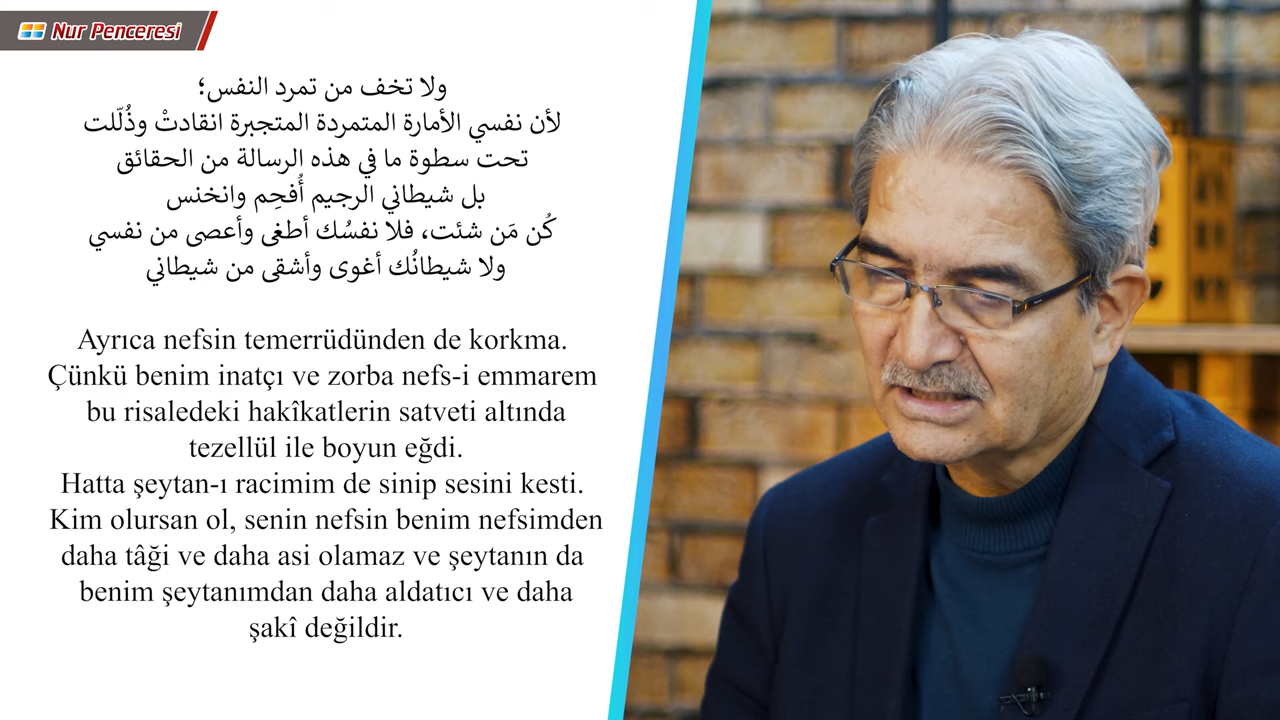 Nur Penceresi
ولا تخف من تمرد النفس؛
لأن نفسي الأمارة المتمردة المتجبرة انقادتْ وذُلّلت
تحت سطوة ما في هذه الرسالة من الحقائق
بل شيطاني الرجيم أُفحِم وانخنس
كُن مَن شئت، فلا نفسُك أطغى وأعصى من نفسي
ولا شيطانُك أغوى وأشقى من شيطاني
Ayrıca nefsin temerrüdünden de korkma.
Çünkü benim inatçı ve zorba nefs-i emmarem
bu risaledeki hakîkatlerin satveti altında
tezellül ile boyun eğdi.
Hatta şeytan-ı racimim de sinip sesini kesti.
Kim olursan ol, senin nefsin benim nefsimden
daha tâği ve daha asi olamaz ve şeytanın da
benim şeytanımdan daha aldatıcı ve daha
şakî değildir.